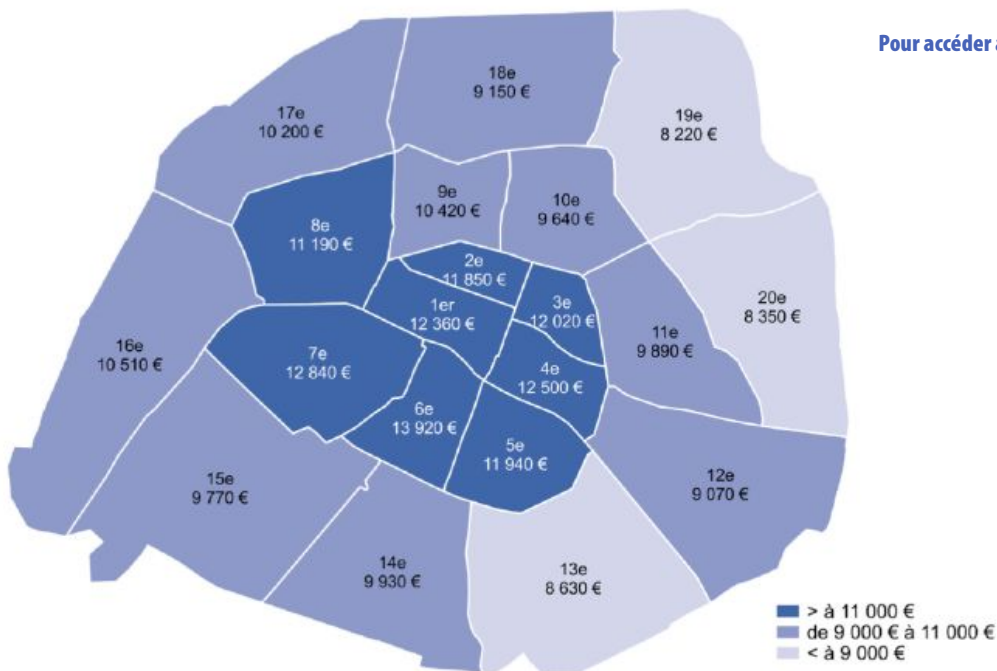 Pour accéder
18e
9 150 €
17e
10 200 €
19e
8 220 €
9e
10 420 €
10e
9 640 €
8e
11 190 €
2e
11 850 €
1er
12 360 €
3e
12 020 €
20e
8 350 €
11e
9 890 €
16e
10 510 €
7e
12 840 €
4e
12 500 €
6e
13 920 €
5e
11 940 €
15e
9 770 €
12e
9 070 €
14e
9 930 €
13e
8 630 €
> à 11 000 €
de 9 000 € à 11 000 €
< à 9 000 €